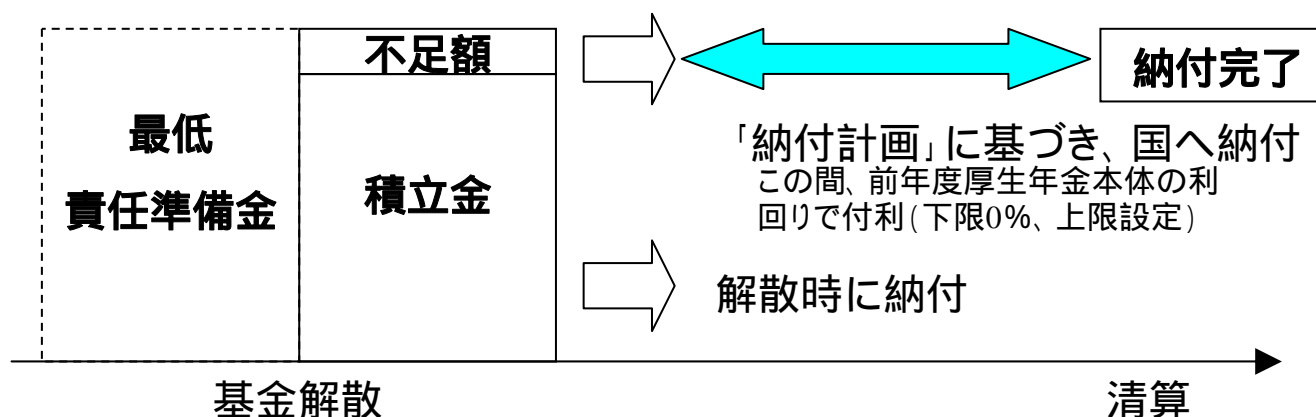 不足額
納付完了
最低
責任準備金
積立金
「納付計画」に基づき、国へ納付
この間、前年度厚生年金本体の利
回りで付利(下限0%、上限設定)
解散時に納付
基金解散
清算